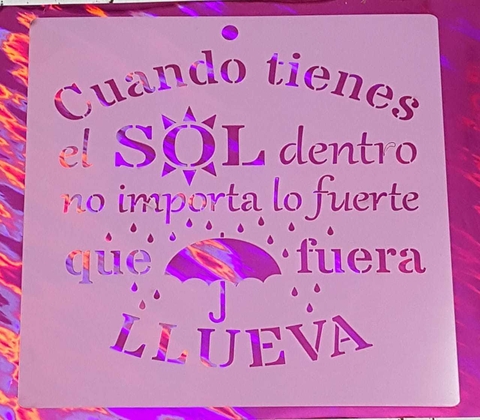 Cuando tienes
el SOL dentro
no importa lo fuerte
que fuera
LLUEVA